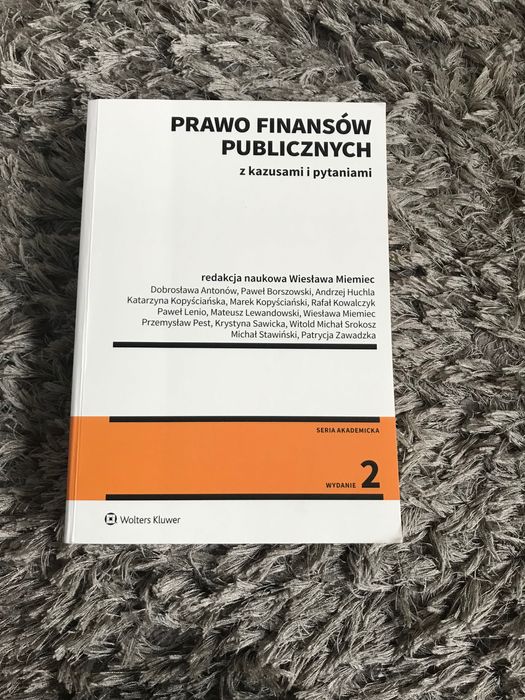 PRAWO FINANSÓW
PUBLICZNYCH
z kazusami i pytaniami
redakcja naukowa Wiesława Miemiec
Dobrosława Antonów, Paweł Borszowski, Andrzej Huchla
Katarzyna Kopyściańska, Marek Kopyściański, Rafał Kowalczyk
Paweł Lenio, Mateusz Lewandowski, Wiesława Miemiec
Przemysław Pest, Krystyna Sawicka, Witold Michał Srokosz
Michał Stawiński, Patrycja Zawadzka
SERIA AKADEMICKA
WYDANIE 2
Wolters Kluwer